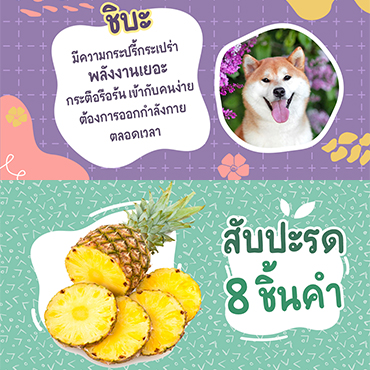 ชิบะ
มีความกระปรี้กระเปร่า
พลังงานเยอะ
กระตือรือร้น เข้ากับคนง่าย
ต้องการออกกำลังกาย
ตลอดเวลา
สับปะรด
8 ชิ้นคำ